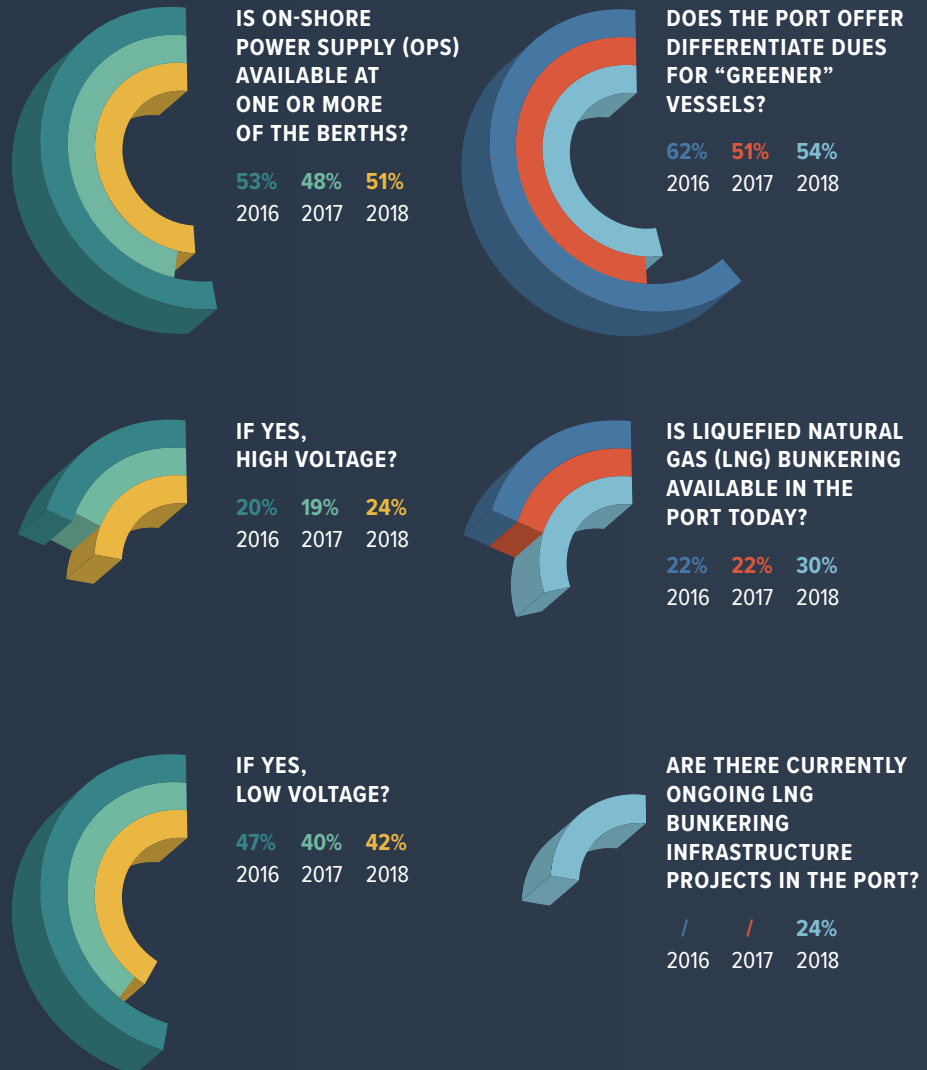 IS ON-SHORE
POWER SUPPLY (OPS)
AVAILABLE AT
ONE OR MORE
OF THE BERTHS?
53% 48% 51%
2016 2017 2018
DOES THE PORT OFFER
DIFFERENTIATE DUES
FOR “GREENER”
VESSELS?
62% 51% 54%
2016 2017 2018
IF YES,
HIGH VOLTAGE?
20% 19% 24%
2016 2017 2018
IS LIQUEFIED NATURAL
GAS (LNG) BUNKERING
AVAILABLE IN THE
PORT TODAY?
22% 22% 30%
2016 2017 2018
IF YES,
LOW VOLTAGE?
47% 40% 42%
2016 2017 2018
ARE THERE CURRENTLY
ONGOING LNG
BUNKERING
INFRASTRUCTURE
PROJECTS IN THE PORT?
/ / 24%
2016 2017 2018